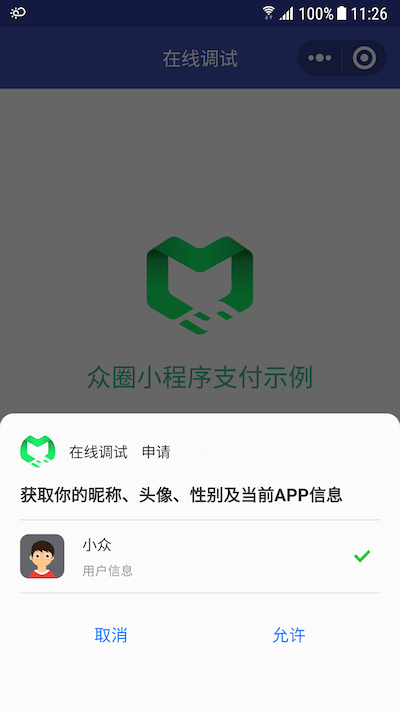 100% 11:26
在线调试
众圈小程序支付示例
在线调试 申请
获取你的昵称、头像、性别及当前APP信息
小众
用户信息
取消 允许